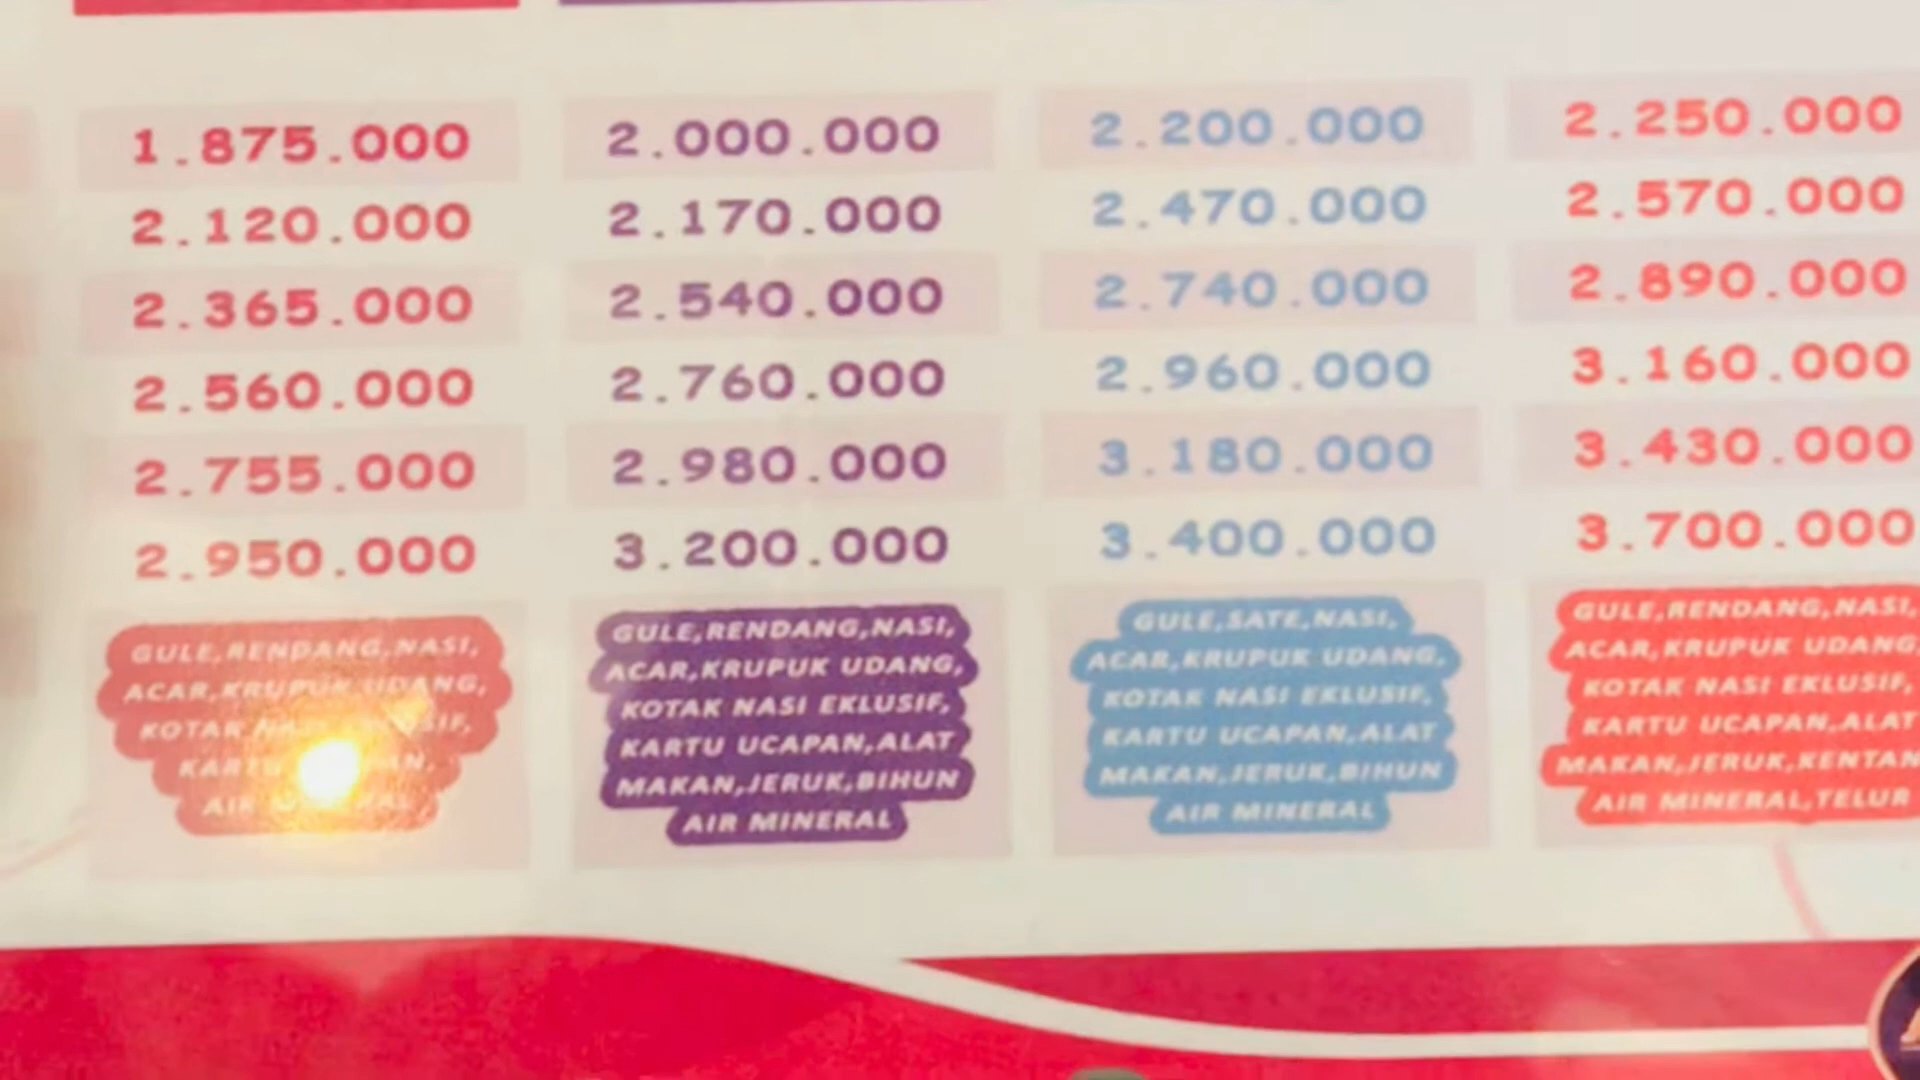 1.875.000 2.000.000 2.200.000 2.250.000
2.120.000 2.170.000 2.470.000 2.570.000
2.365.000 2.540.000 2.740.000 2.890.000
2.560.000 2.760.000 2.960.000 3.160.000
2.755.000 2.980.000 3.180.000 3.430.000
2.950.000 3.200.000 3.400.000 3.700.000
GULE,RENDANG,NASI,
ACAR,KRUPUK UDANG,
KOTAK
AIR
GULE,RENDANG,NASI,
ACAR,KRUPUK UDANG,
KOTAK NASI EKLUSIF,
KARTU UCAPAN,ALAT
MAKAN,JERUK,BIHUN
AIR MINERAL
GULE,SATE,NASI,
ACAR,KRUPUK UDANG,
KOTAK NASI EKLUSIF,
KARTU UCAPAN,ALAT
MAKAN,JERUK,BIHUN
AIR MINERAL
GULE,RENDANG,NASI,
ACAR,KRUPUK UDANG,
KOTAK NASI EKLUSIF,
KARTU UCAPAN,ALAT
MAKAN,JERUK,KENTAN
AIR MINERAL,TELUR